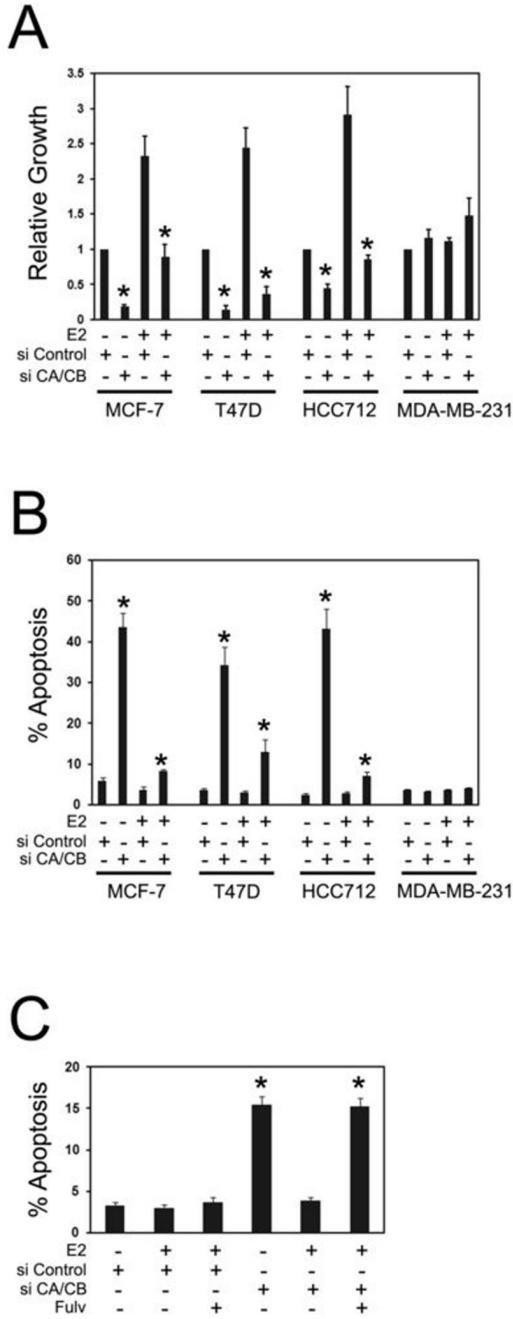 A
Relative Growth
3.5
3
2.5
2
1.5
1
0.5
0
* * * * * *
E2 - - + + - - + + - - + + - - + +
si Control + - + - + - + - + - + - + - + -
si CA/CB - + - + - + - + - + - + - + - +
MCF-7 T47D HCC712 MDA-MB-231
B
% Apoptosis
60
50
40
30
20
10
0
* * * * * *
E2 - - + + - - + + - - + + - - + +
si Control + - + - + - + - + - + - + - + -
si CA/CB - + - + - + - + - + - + - + - +
MCF-7 T47D HCC712 MDA-MB-231
C
% Apoptosis
20
15
10
5
0
* *
E2 - + + - + +
si Control + + + - - -
si CA/CB - - - + + +
Fulv - - + - - +